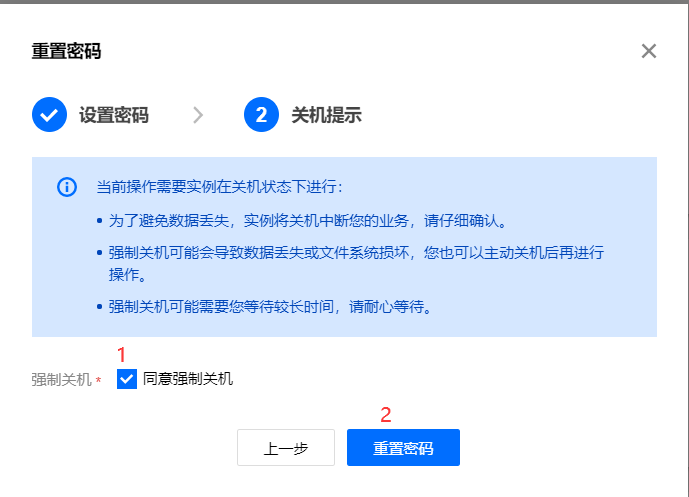 重置密码
设置密码
2 关机提示
当前操作需要实例在关机状态下进行：
• 为了避免数据丢失，实例将关机中断您的业务，请仔细确认。
• 强制关机可能会导致数据丢失或文件系统损坏，您也可以主动关机后再进行
操作。
• 强制关机可能需要您等待较长时间，请耐心等待。
1
强制关机 * 同意强制关机
2
上一步 重置密码